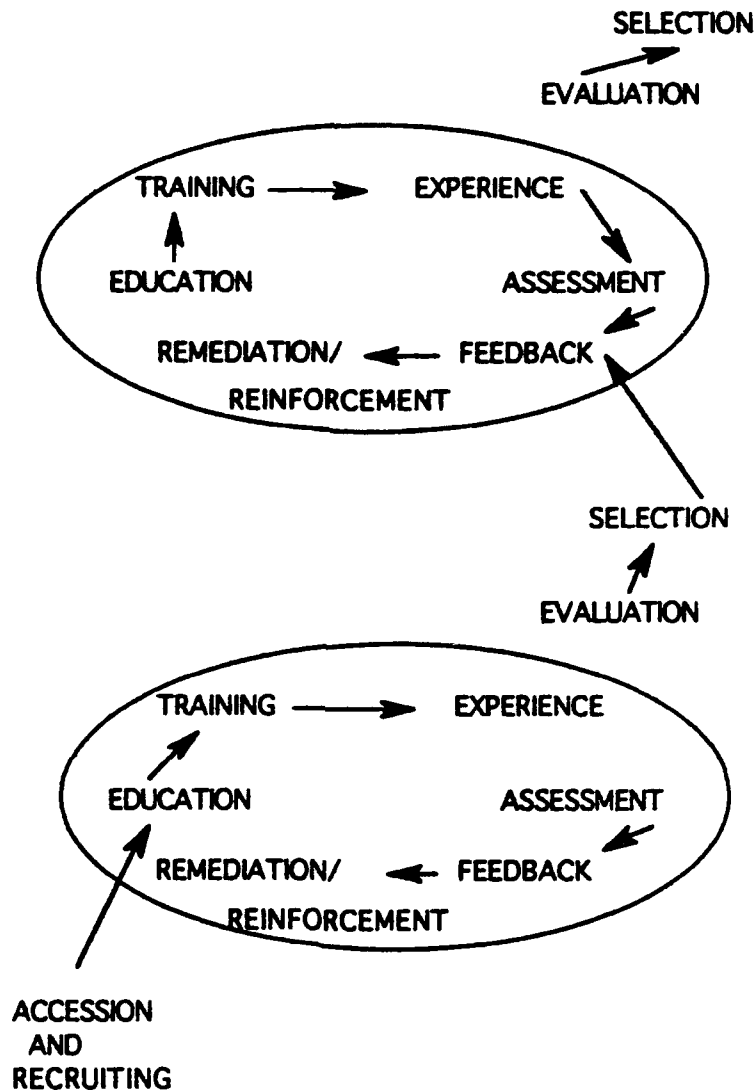 SELECTION
EVALUATION
TRAINING
EXPERIENCE
EDUCATION
ASSESSMENT
REMEDIATION/
FEEDBACK
REINFORCEMENT
SELECTION
EVALUATION
TRAINING
EXPERIENCE
EDUCATION
ASSESSMENT
REMEDIATION/
FEEDBACK
REINFORCEMENT
ACCESSION
AND
RECRUITING